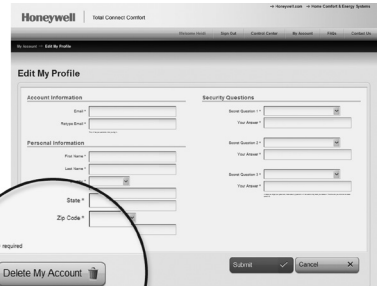 Honeywell.com → Home Comfort & Energy Systems
Honeywell | Total Connect Comfort
Sign Out Control Center My Account FAQs Contact Us
My Account → Edit My Profile
Edit My Profile
Account Information
Email *
Retype Email *
Personal Information
First Name *
Last Name *
State *
Zip Code *
required
Delete My Account
Security Questions
Secret Question 1 *
Your Answer *
Secret Question 2 *
Your Answer *
Secret Question 3 *
Your Answer *
Submit
Cancel